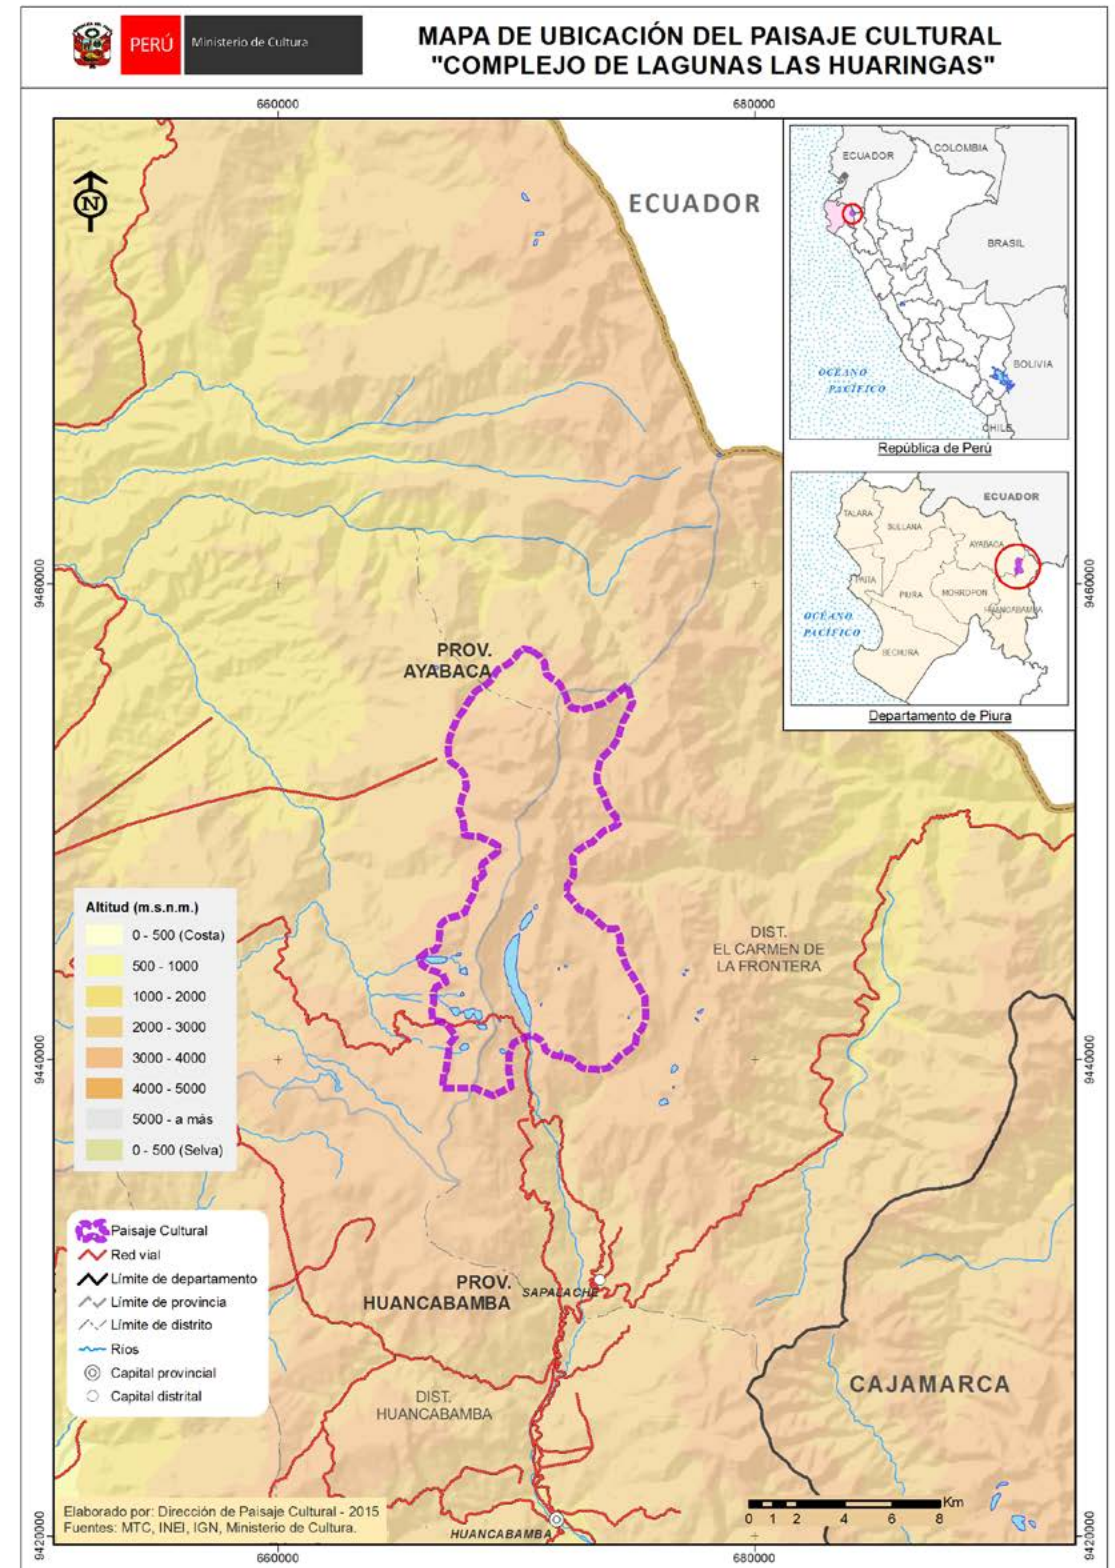 PERÚ
Ministerio de Cultura
MAPA DE UBICACIÓN DEL PAISAJE CULTURAL
"COMPLEJO DE LAGUNAS LAS HUARINGAS"
660000
680000
ECUADOR
N
ECUADOR
COLOMBIA
BRASIL
BOLIVIA
CHILE
OCÉANO
PACÍFICO
República de Perú
ECUADOR
TALARA
SULLANA
AYABACA
PAITA
PIURA
MORROPON
HUANCABAMBA
SECHURA
OCÉANO
PACÍFICO
Departamento de Piura
9460000
9460000
PROV.
AYABACA
DIST.
EL CARMEN DE
LA FRONTERA
Altitud (m.s.n.m.)
0 - 500 (Costa)
500 - 1000
1000 - 2000
2000 - 3000
3000 - 4000
4000 - 5000
5000 - a más
0 - 500 (Selva)
9440000
9440000
Paisaje Cultural
Red vial
Límite de departamento
Límite de provincia
Límite de distrito
Ríos
Capital provincial
Capital distrital
PROV.
HUANCABAMBA
SAPALACHE
DIST.
HUANCABAMBA
CAJAMARCA
Elaborado por: Dirección de Paisaje Cultural - 2015
Fuentes: MTC, INEI, IGN, Ministerio de Cultura.
HUANCABAMBA
Km
0 1 2 4 6 8
9420000
9420000
660000
680000